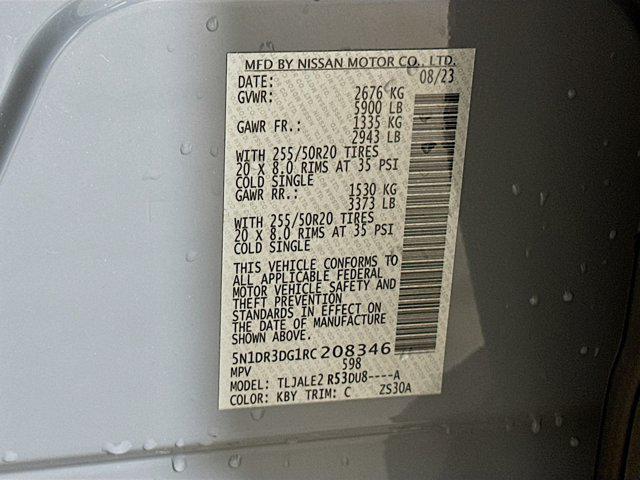 MFD BY NISSAN MOTOR CO., LTD.
DATE: 08/23
GVWR: 2676 KG
5900 LB
GAWR FR.: 1335 KG
2943 LB
WITH 255/50R20 TIRES
20 X 8.0 RIMS AT 35 PSI
COLD SINGLE
GAWR RR.: 1530 KG
3373 LB
WITH 255/50R20 TIRES
20 X 8.0 RIMS AT 35 PSI
COLD SINGLE
THIS VEHICLE CONFORMS TO
ALL APPLICABLE FEDERAL
MOTOR VEHICLE SAFETY AND
THEFT PREVENTION
STANDARDS IN EFFECT ON
THE DATE OF MANUFACTURE
SHOWN ABOVE.
5N1DR3DG1RC208346
MPV 598
MODEL: TLJALE2 R53DU8----A
COLOR: KBY TRIM: C ZS30A